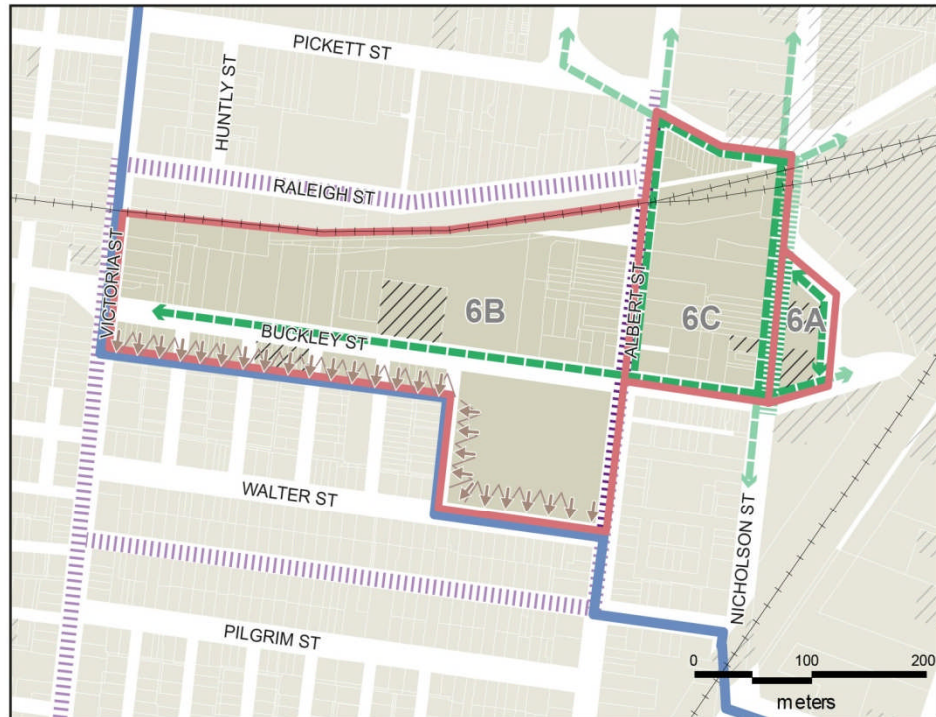 PICKETT ST
HUNTLY ST
RALEIGH ST
VICTORIA ST
ALBERT ST
6B
6C
6A
BUCKLEY ST
WALTER ST
NICHOLSON ST
PILGRIM ST
0 100 200
meters